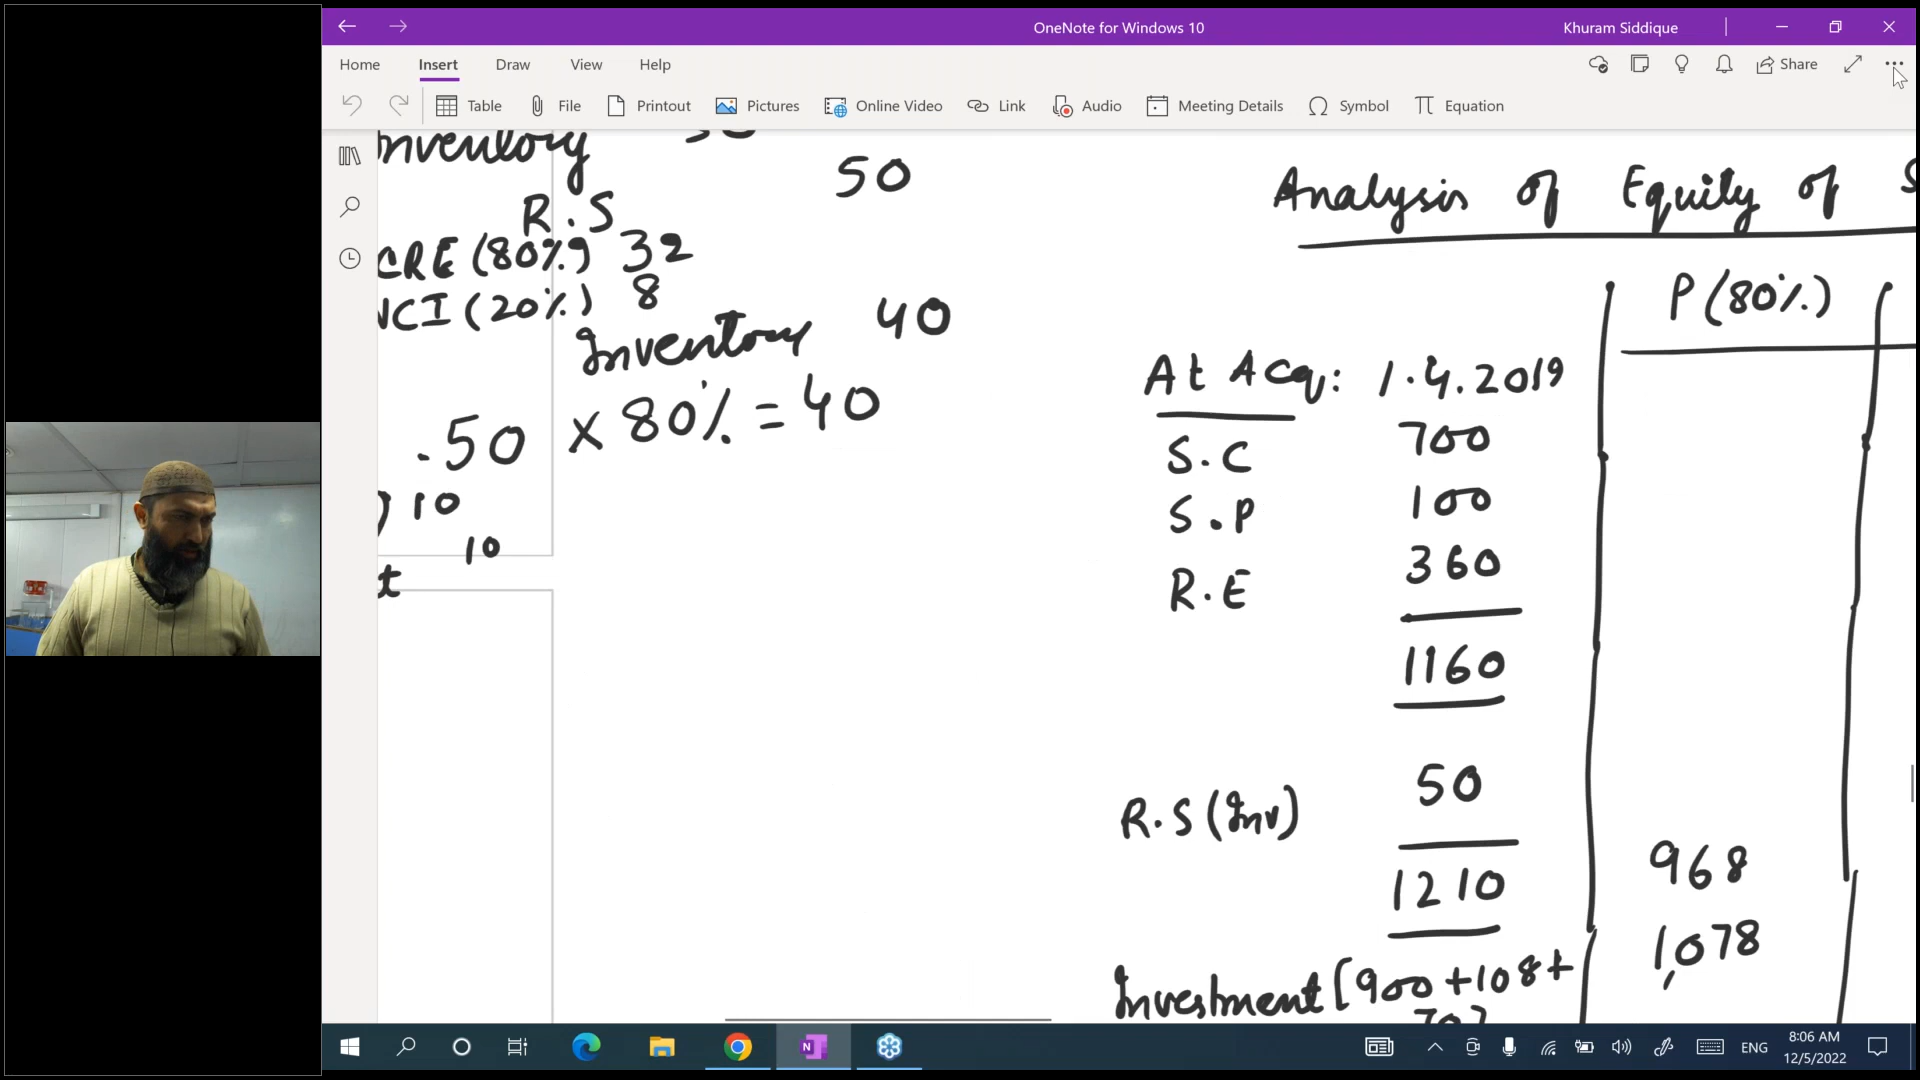 OneNote for Windows 10
Khuram Siddique
Home Insert Draw View Help
Share
Table File Printout Pictures Online Video Link Audio Meeting Details Symbol Equation
Inventory
50
R.S
CRE (80%) 32
NCI (20%) 8
Inventory 40
.50 x 80% = 40
) 10
10
t
Analysis of Equity of S
P (80%)
At Acq: 1.4.2019
S.C 700
S.P 100
R.E 360
1160
R.S (Inv) 50
1210
968
Investment [900 + 108 +
70]
1,078
N
ENG
8:06 AM
12/5/2022